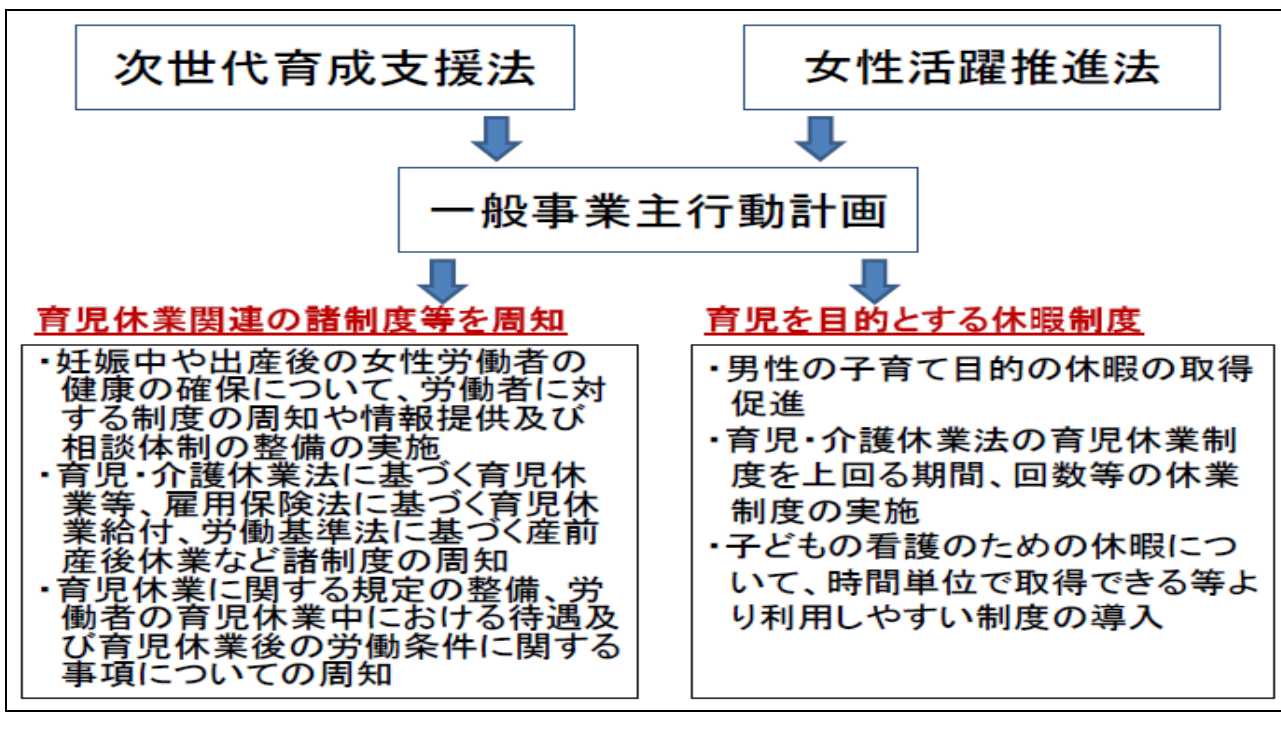 次世代育成支援法
女性活躍推進法
一般事業主行動計画
育児休業関連の諸制度等を周知
・妊娠中や出産後の女性労働者の
健康の確保について、労働者に対
する制度の周知や情報提供及び
相談体制の整備の実施
・育児・介護休業法に基づく育児休
業等、雇用保険法に基づく育児休
業給付、労働基準法に基づく産前
産後休業など諸制度の周知
・育児休業に関する規定の整備、労
働者の育児休業中における待遇及
び育児休業後の労働条件に関する
事項についての周知
育児を目的とする休暇制度
・男性の子育て目的の休暇の取得
促進
・育児・介護休業法の育児休業制
度を上回る期間、回数等の休業
制度の実施
・子どもの看護のための休暇につ
いて、時間単位で取得できる等よ
り利用しやすい制度の導入